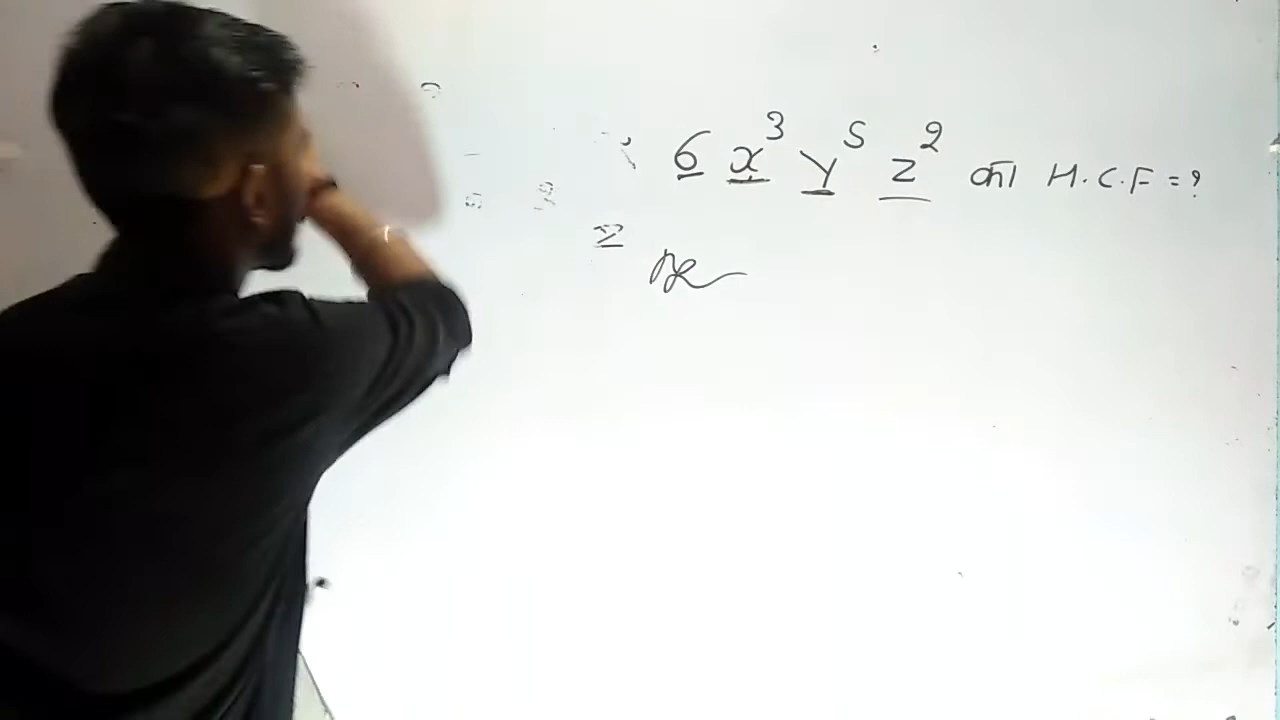 6 x³ y⁵ z² का H.C.F = ?